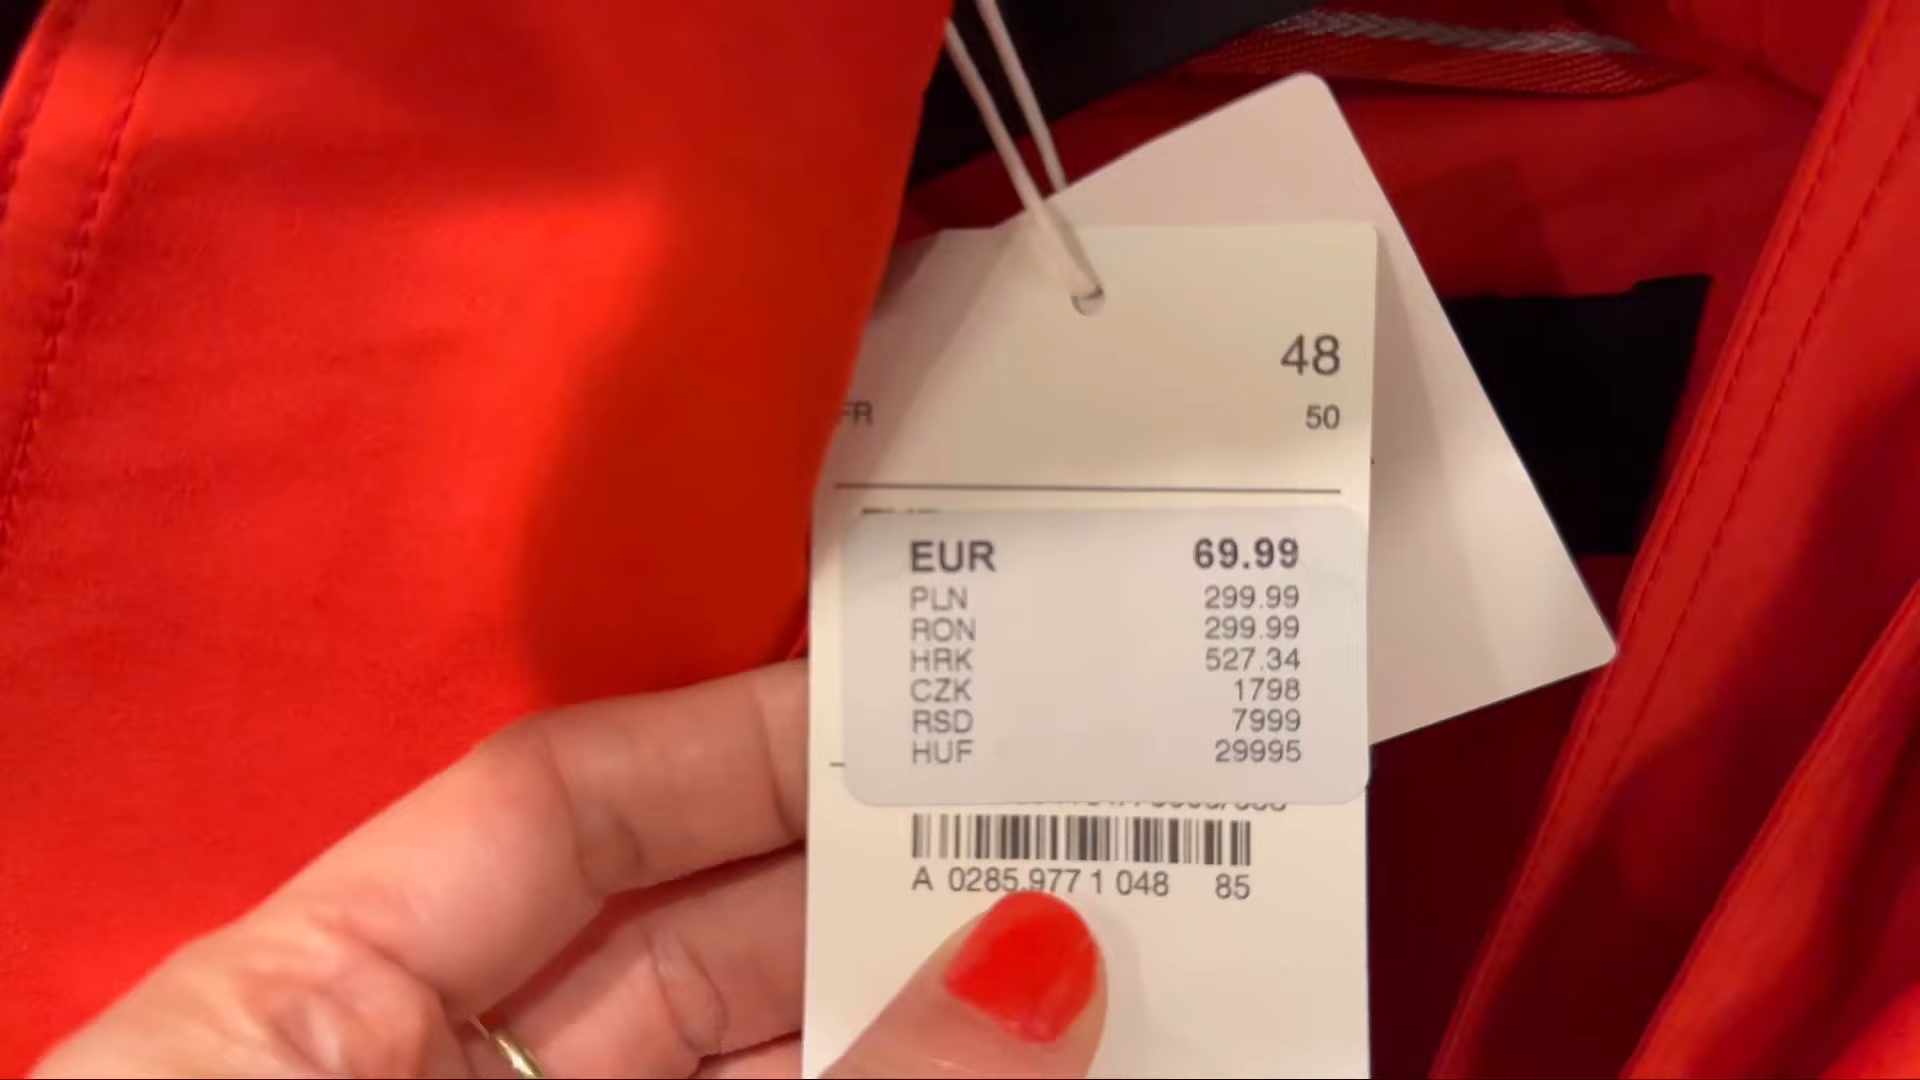 48
FR 50
EUR 69.99
PLN 299.99
RON 299.99
HRK 527.34
CZK 1798
RSD 7999
HUF 29995
A 0285.977 1 048 85